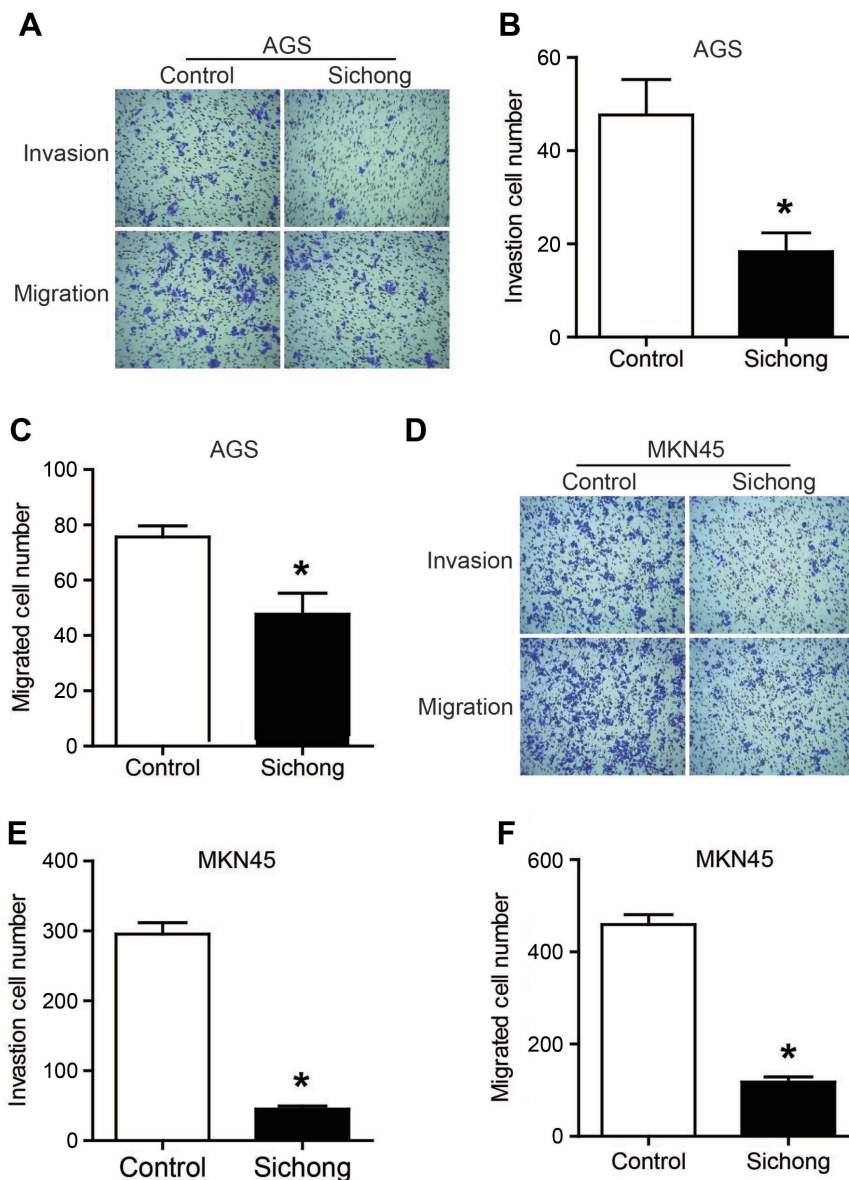 A
AGS
Control Sichong
Invasion
Migration
B
AGS
Invastion cell number
60
40
20
0
*
Control Sichong
C
AGS
Migrated cell number
100
80
60
40
20
0
*
Control Sichong
D
MKN45
Control Sichong
Invasion
Migration
E
MKN45
Invastion cell number
400
300
200
100
0
*
Control Sichong
F
MKN45
Migrated cell number
600
400
200
0
*
Control Sichong